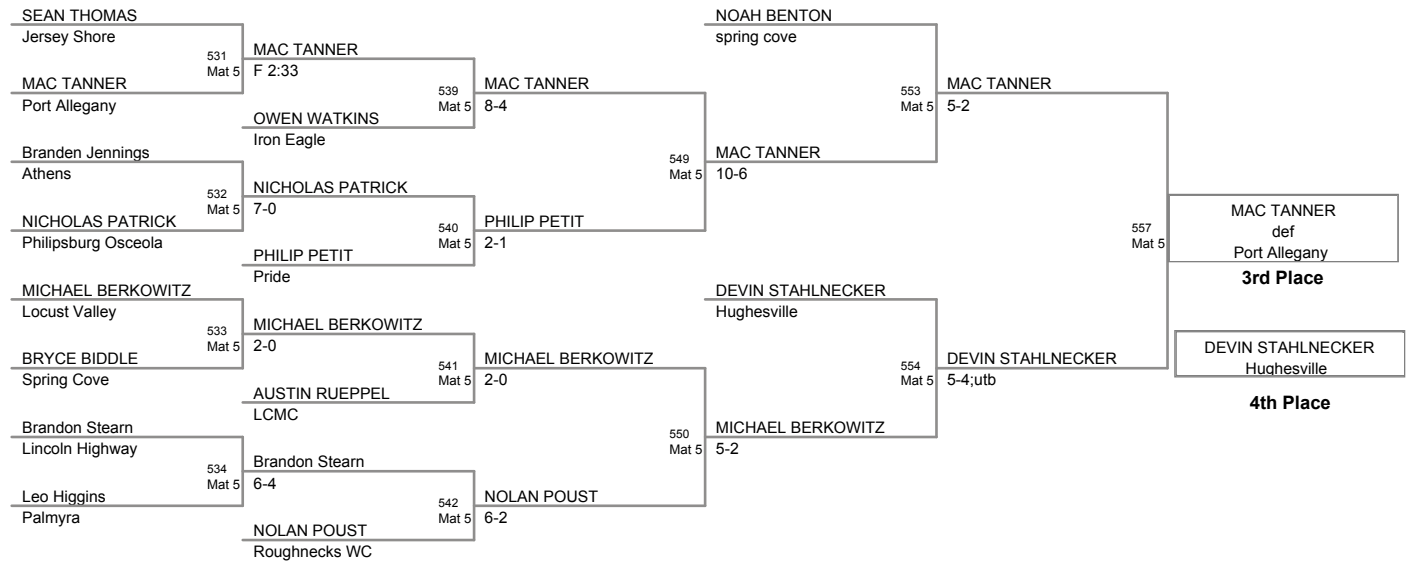 SEAN THOMAS
Jersey Shore
531
Mat 5
MAC TANNER
F 2:33
MAC TANNER
Port Allegany
539
Mat 5
MAC TANNER
8-4
OWEN WATKINS
Iron Eagle
Branden Jennings
Athens
532
Mat 5
NICHOLAS PATRICK
7-0
NICHOLAS PATRICK
Philipsburg Osceola
540
Mat 5
PHILIP PETIT
2-1
PHILIP PETIT
Pride
549
Mat 5
MAC TANNER
10-6
NOAH BENTON
spring cove
553
Mat 5
MAC TANNER
5-2
MICHAEL BERKOWITZ
Locust Valley
533
Mat 5
MICHAEL BERKOWITZ
2-0
BRYCE BIDDLE
Spring Cove
541
Mat 5
MICHAEL BERKOWITZ
2-0
AUSTIN RUEPPEL
LCMC
Brandon Stearn
Lincoln Highway
534
Mat 5
Brandon Stearn
6-4
Leo Higgins
Palmyra
542
Mat 5
NOLAN POUST
6-2
NOLAN POUST
Roughnecks WC
550
Mat 5
MICHAEL BERKOWITZ
5-2
DEVIN STAHLNECKER
Hughesville
554
Mat 5
DEVIN STAHLNECKER
5-4;utb
557
Mat 5
MAC TANNER
def
Port Allegany
3rd Place
DEVIN STAHLNECKER
Hughesville
4th Place